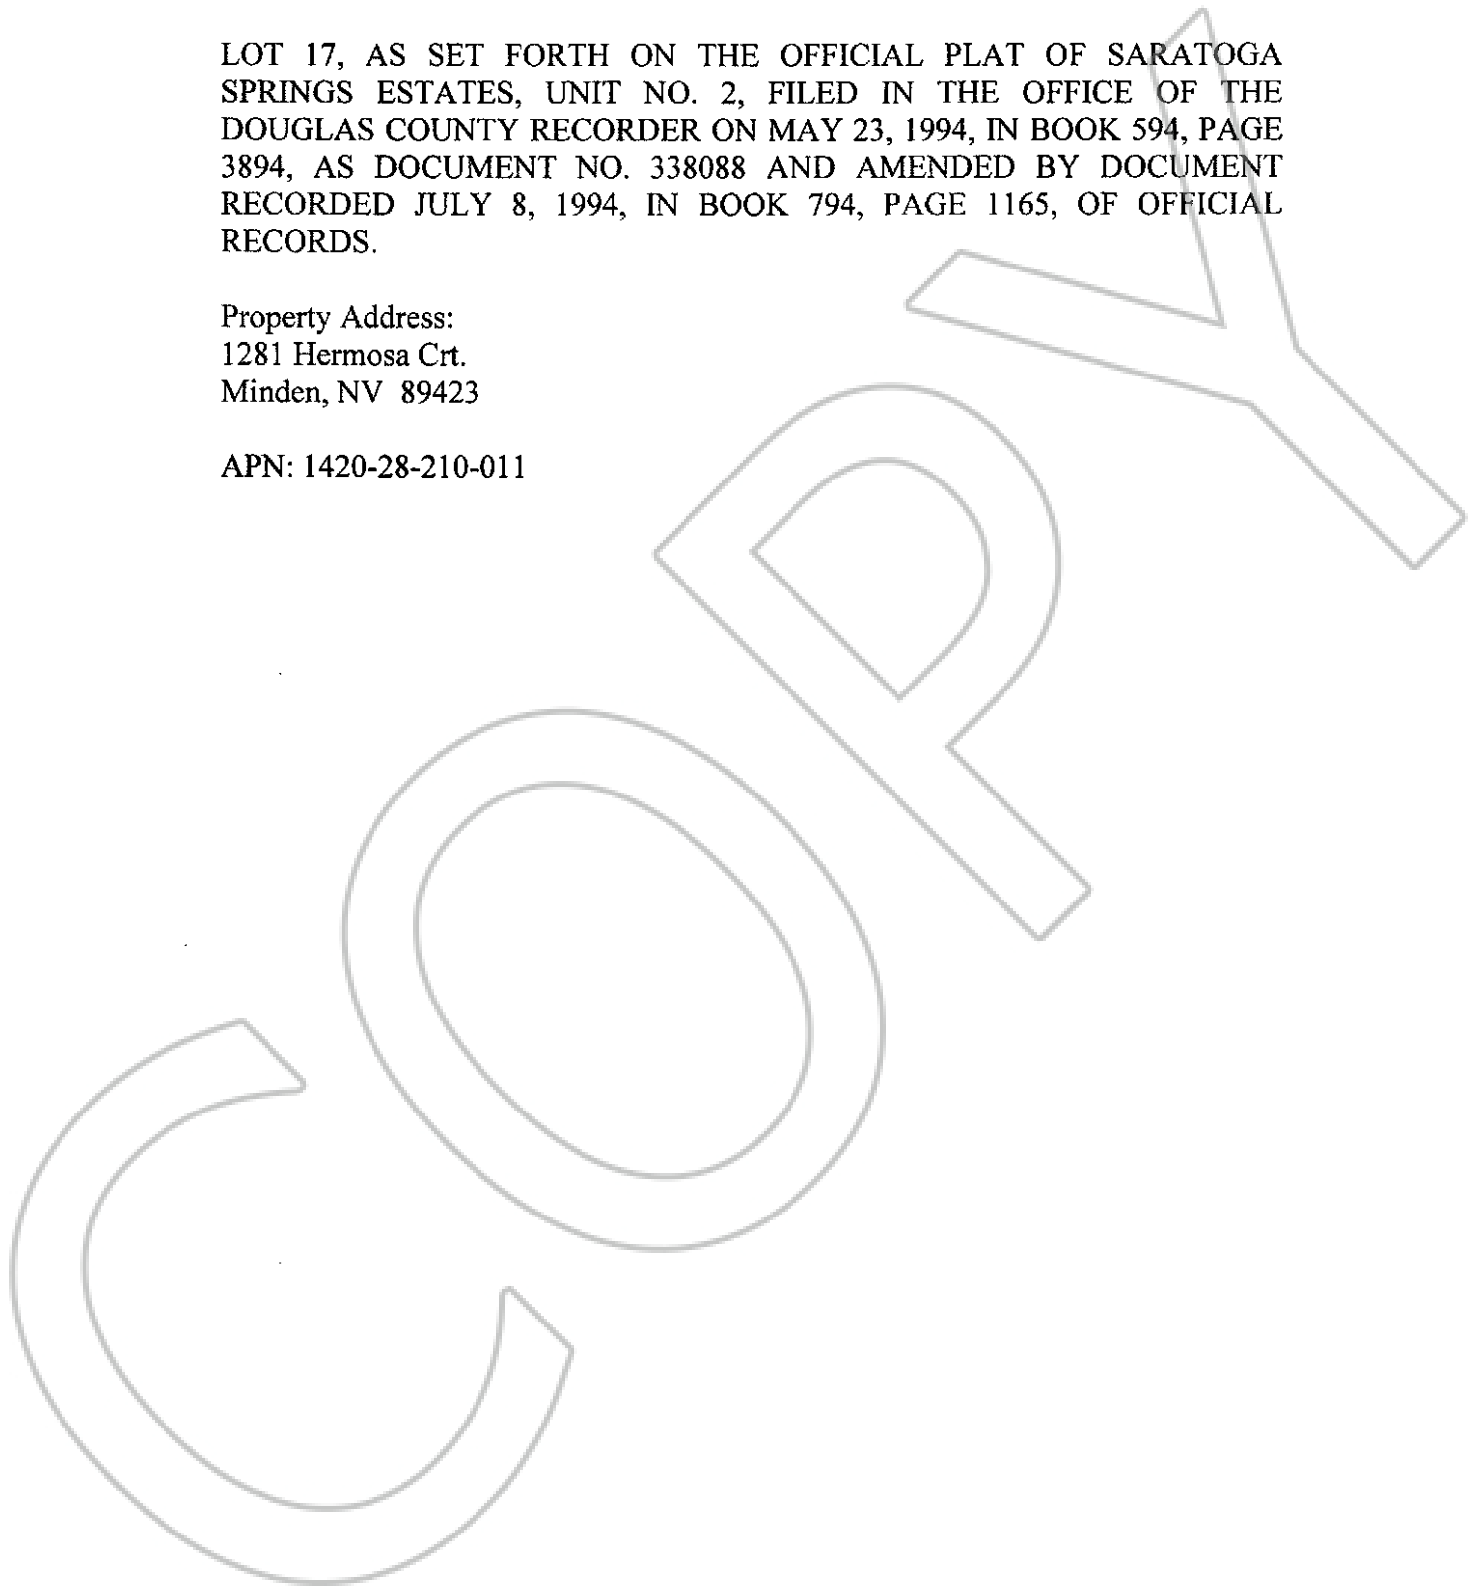 LOT 17, AS SET FORTH ON THE OFFICIAL PLAT OF SARATOGA
SPRINGS ESTATES, UNIT NO. 2, FILED IN THE OFFICE OF THE
DOUGLAS COUNTY RECORDER ON MAY 23, 1994, IN BOOK 594, PAGE
3894, AS DOCUMENT NO. 338088 AND AMENDED BY DOCUMENT
RECORDED JULY 8, 1994, IN BOOK 794, PAGE 1165, OF OFFICIAL
RECORDS.
Property Address:
1281 Hermosa Crt.
Minden, NV 89423
APN: 1420-28-210-011
COPY